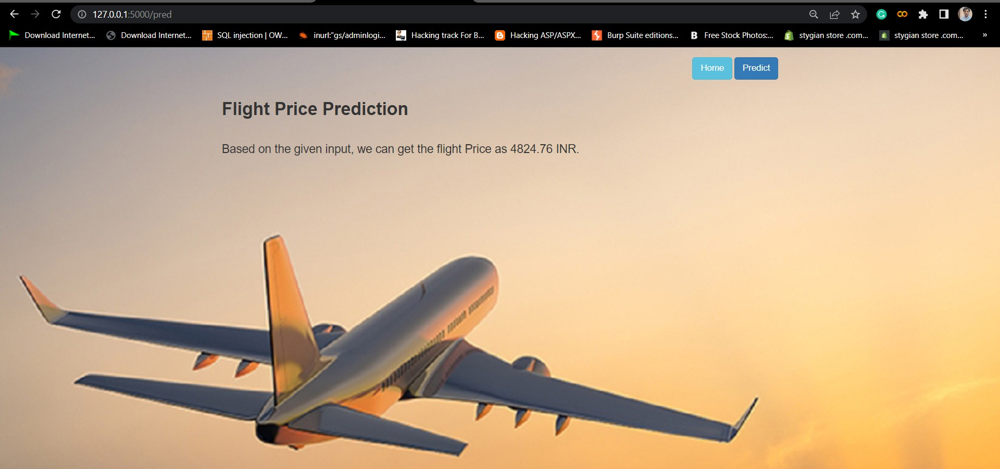 127.0.0.1:5000/pred
Download Internet... Download Internet... SQL injection | OW... inurl:"gs/adminlogi... Hacking track For B... Hacking ASP/ASPX... Burp Suite editions... B Free Stock Photos:... stygian store .com... stygian store .com... »
Home Predict
Flight Price Prediction
Based on the given input, we can get the flight Price as 4824.76 INR.